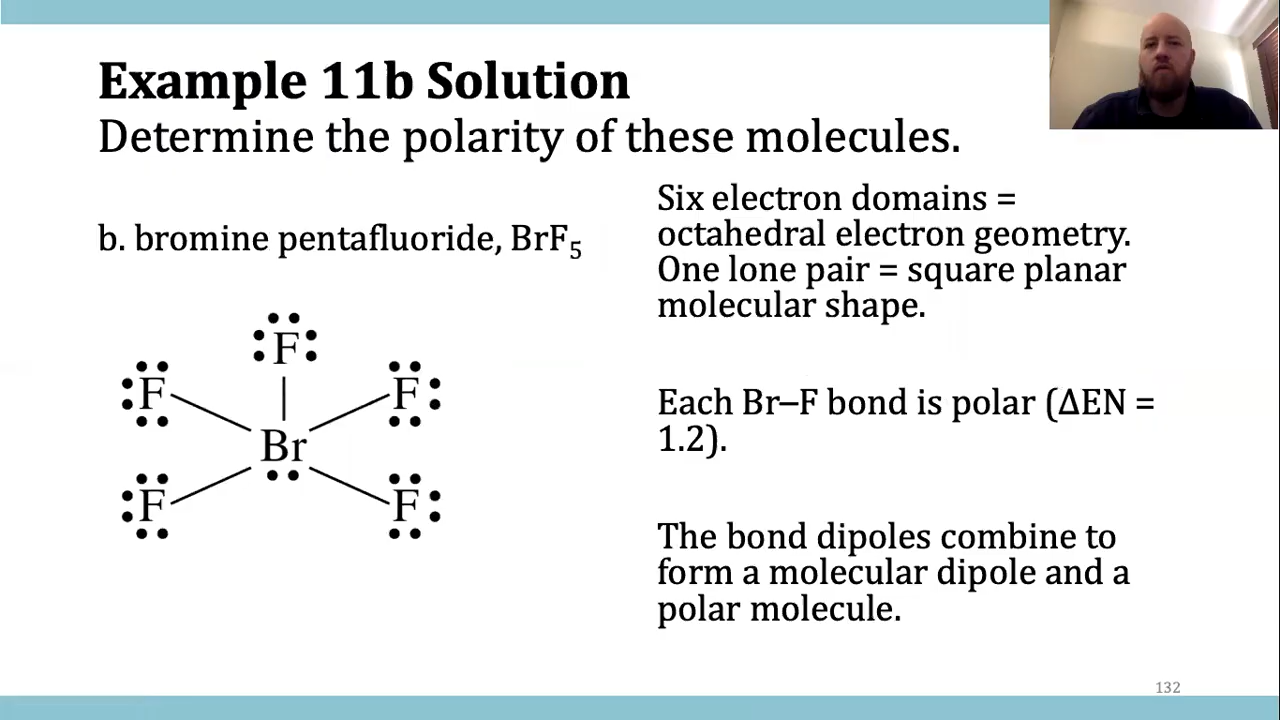 Example 11b Solution
Determine the polarity of these molecules.
b. bromine pentafluoride, BrF₅
F
F
F
Br
F
F
Six electron domains =
octahedral electron geometry.
One lone pair = square planar
molecular shape.
Each Br–F bond is polar (ΔEN =
1.2).
The bond dipoles combine to
form a molecular dipole and a
polar molecule.
132